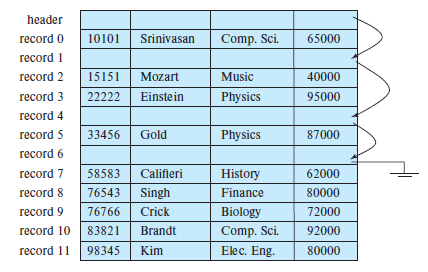 header
record 0 10101 Srinivasan Comp. Sci. 65000
record 1
record 2 15151 Mozart Music 40000
record 3 22222 Einstein Physics 95000
record 4
record 5 33456 Gold Physics 87000
record 6
record 7 58583 Califieri History 62000
record 8 76543 Singh Finance 80000
record 9 76766 Crick Biology 72000
record 10 83821 Brandt Comp. Sci. 92000
record 11 98345 Kim Elec. Eng. 80000